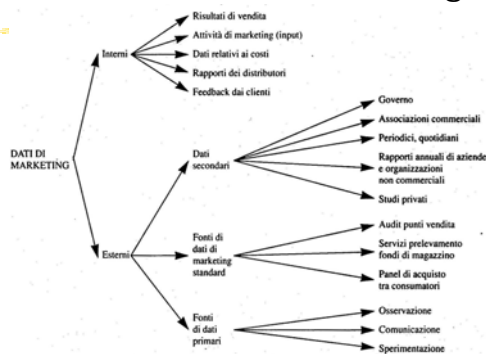 Risultati di vendita
Attività di marketing (input)
Interni
Dati relativi ai costi
Rapporti dei distributori
Feedback dai clienti
DATI DI
MARKETING
Governo
Associazioni commerciali
Dati
secondari
Periodici, quotidiani
Rapporti annuali di aziende
e organizzazioni
non commerciali
Studi privati
Esterni
Fonti di
dati di
marketing
standard
Audit punti vendita
Servizi prelevamento
fondi di magazzino
Panel di acquisto
tra consumatori
Fonti
di dati
primari
Osservazione
Comunicazione
Sperimentazione